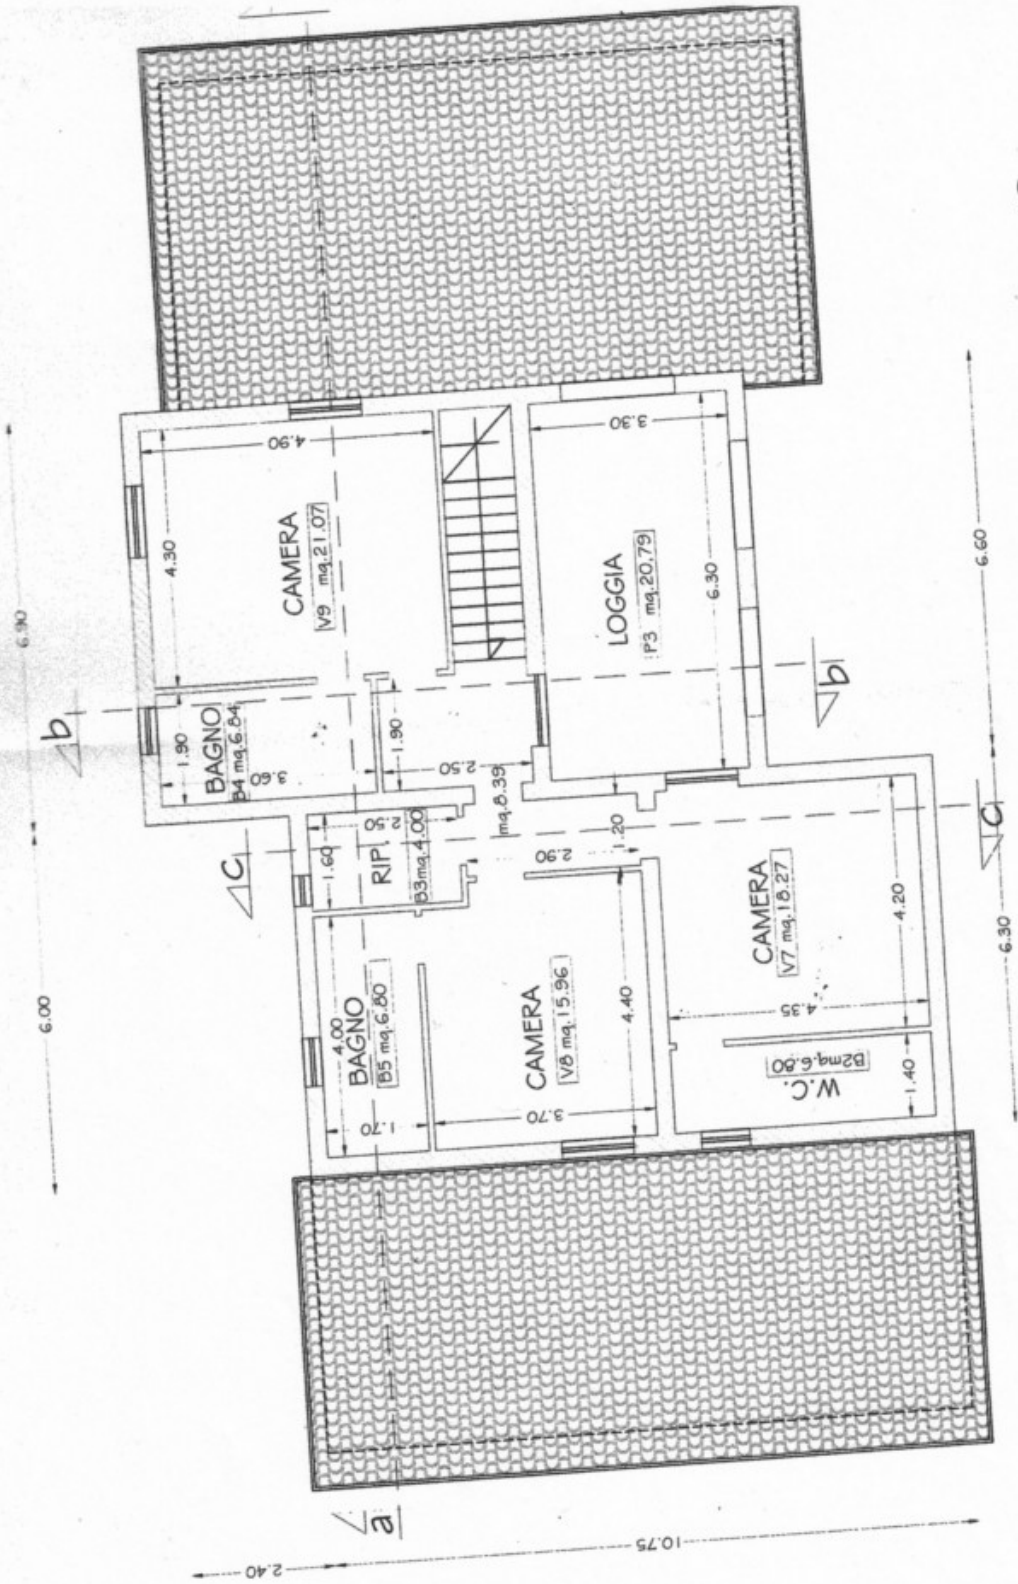 4.90
3.30
4.30
CAMERA
V9 mq.21.07
LOGGIA
P3 mq.20,79
6.30
6.60
6.90
b
b
1.90
BAGNO
B4 mq.6.84
3.60
1.90
2.50
mq.8.39
c
c
2.50
1.60
RIP.
B3mq.4.00
2.90
1.20
6.00
4.00
BAGNO
B5 mq.6.80
1.70
CAMERA
V8 mq.15.96
4.40
3.70
CAMERA
V7 mq.18.27
4.20
4.35
6.30
W.C.
B2mq.6.80
1.40
a
2.40
10.75